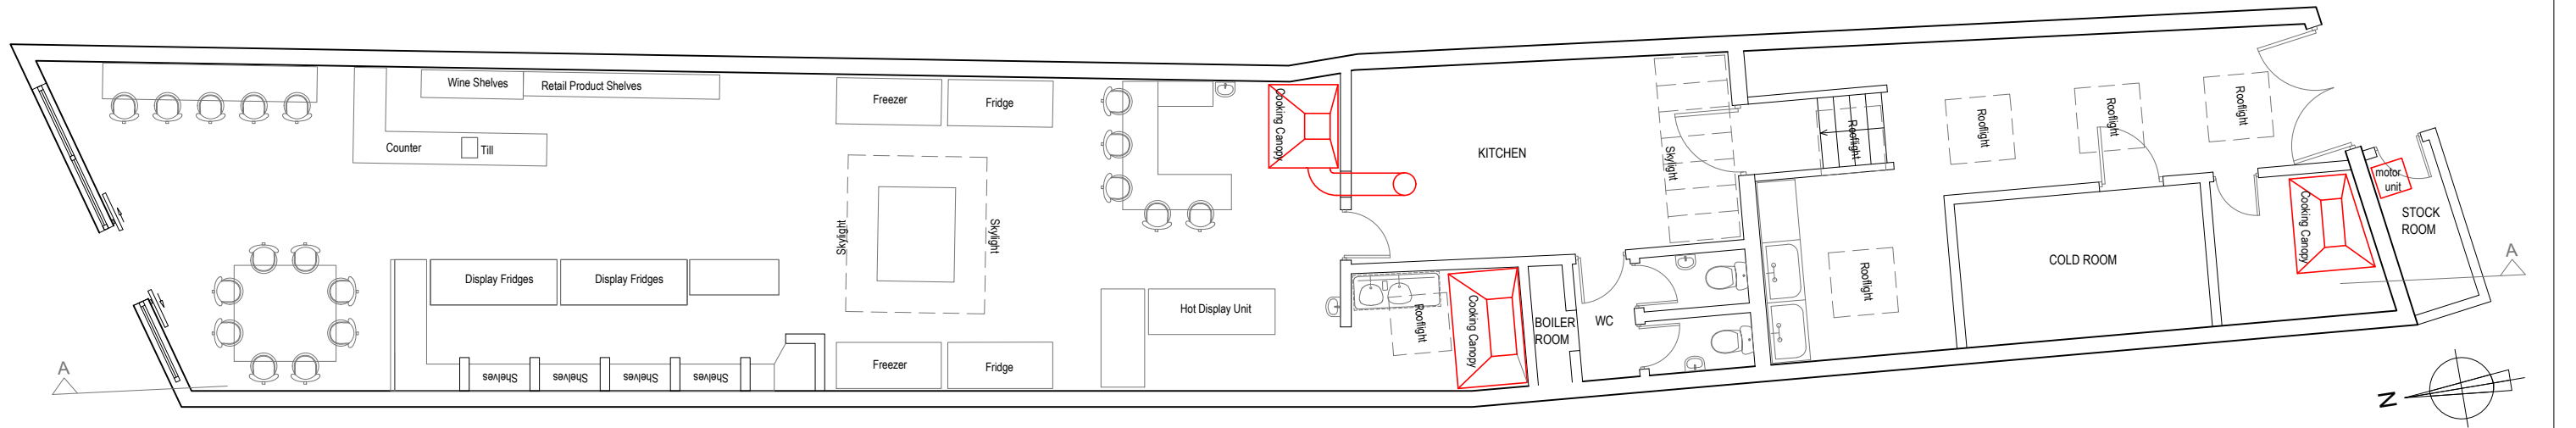 Wine Shelves
Retail Product Shelves
Freezer
Fridge
Cooking Canopy
KITCHEN
Skylight
Rooflight
Rooflight
Rooflight
Rooflight
Counter
Till
motor
unit
STOCK
ROOM
Cooking Canopy
Skylight
Skylight
COLD ROOM
A
Display Fridges
Display Fridges
Hot Display Unit
Rooflight
Cooking Canopy
BOILER
ROOM
WC
Rooflight
A
Shelves
Shelves
Shelves
Shelves
Freezer
Fridge
N